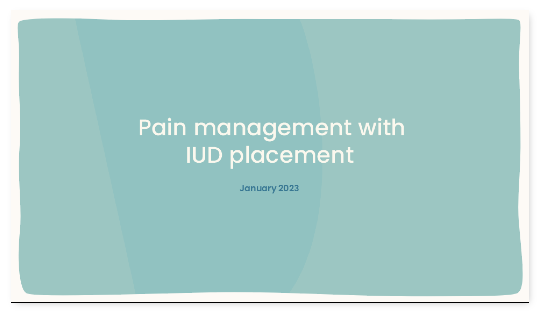 Pain management with
IUD placement
January 2023